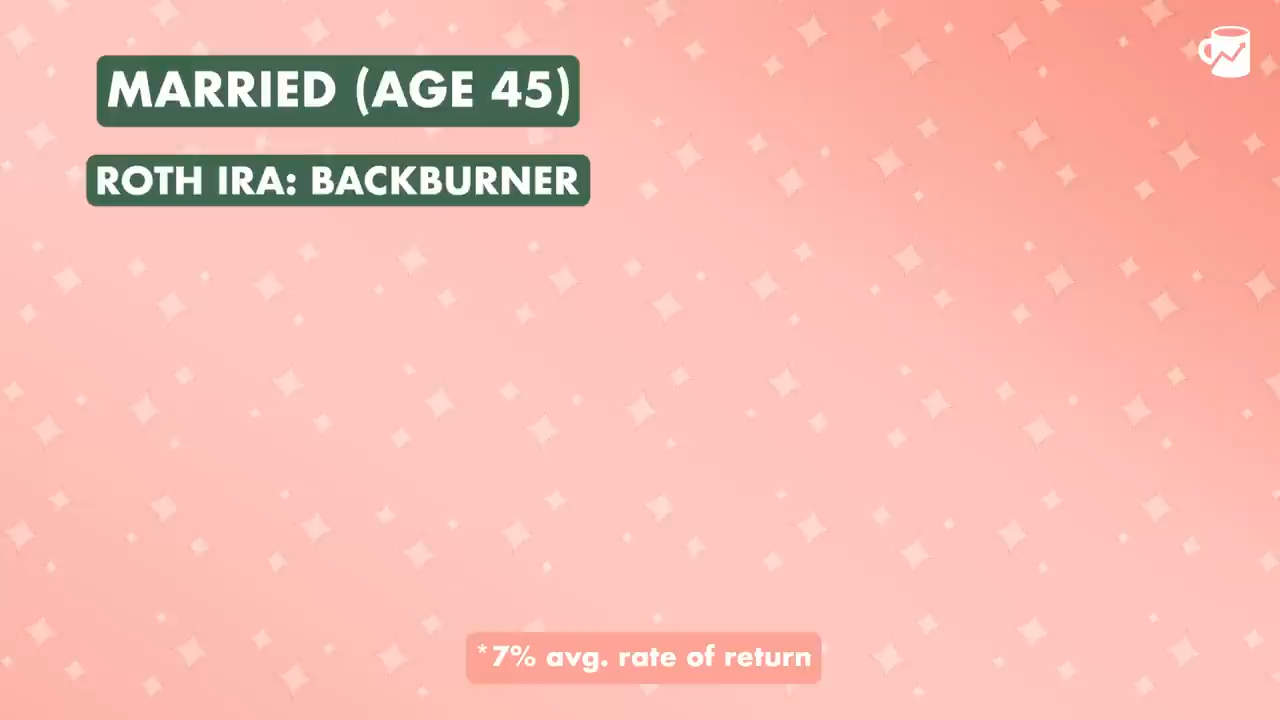 MARRIED (AGE 45)
ROTH IRA: BACKBURNER
*7% avg. rate of return